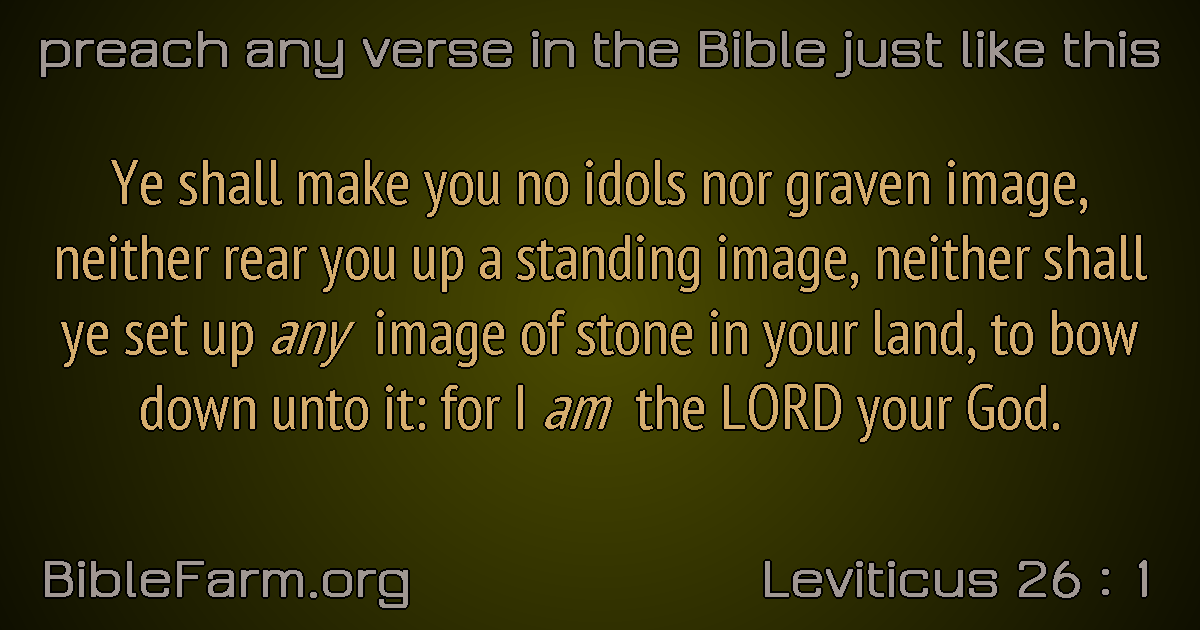 preach any verse in the Bible just like this
Ye shall make you no idols nor graven image,
neither rear you up a standing image, neither shall
ye set up any image of stone in your land, to bow
down unto it: for I am the LORD your God.
BibleFarm.org
Leviticus 26 : 1